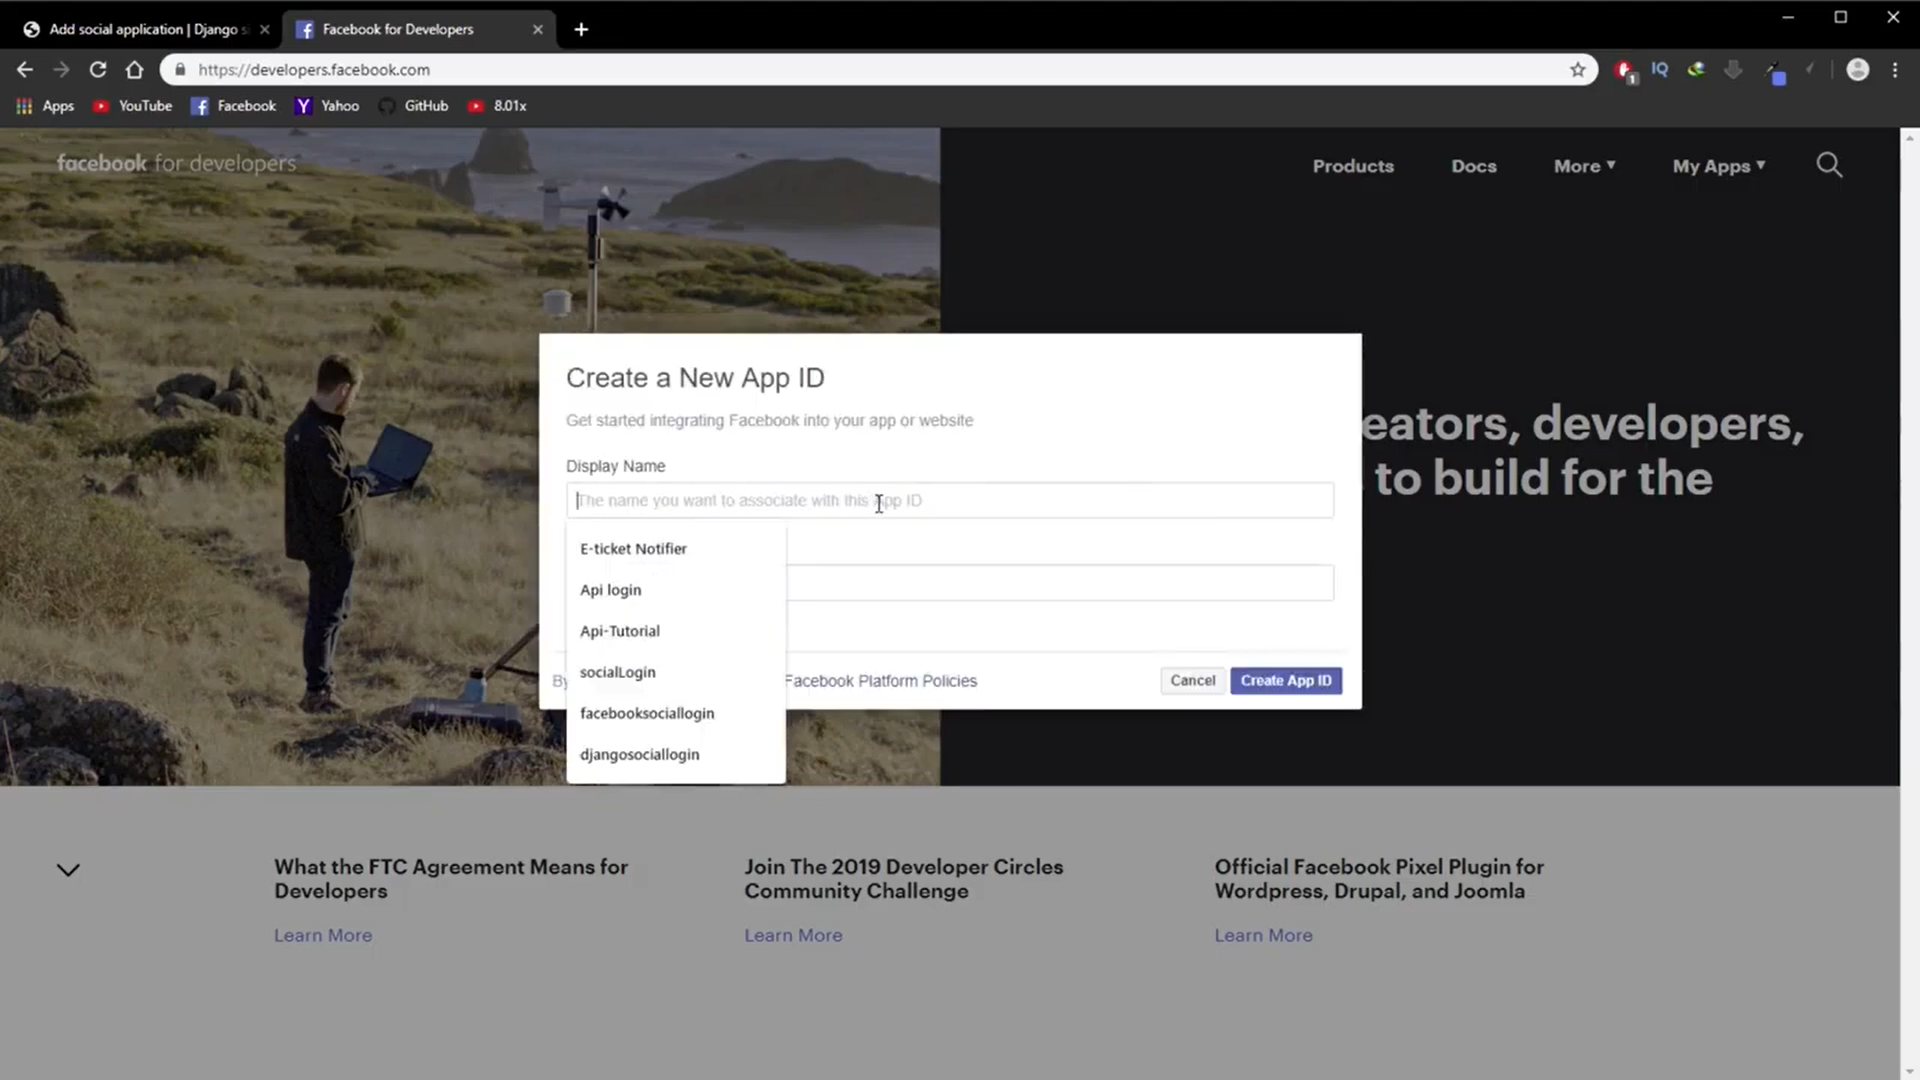 Add social application | Django s
Facebook for Developers
https://developers.facebook.com
1
IQ
Apps
YouTube
Facebook
Yahoo
GitHub
8.01x
facebook for developers
Products
Docs
More
My Apps
Create a New App ID
Get started integrating Facebook into your app or website
eators, developers,
to build for the
Display Name
The name you want to associate with this App ID
E-ticket Notifier
Api login
Api-Tutorial
socialLogin
facebooksociallogin
djangosociallogin
By
Facebook Platform Policies
Cancel
Create App ID
What the FTC Agreement Means for
Developers
Learn More
Join The 2019 Developer Circles
Community Challenge
Learn More
Official Facebook Pixel Plugin for
Wordpress, Drupal, and Joomla
Learn More